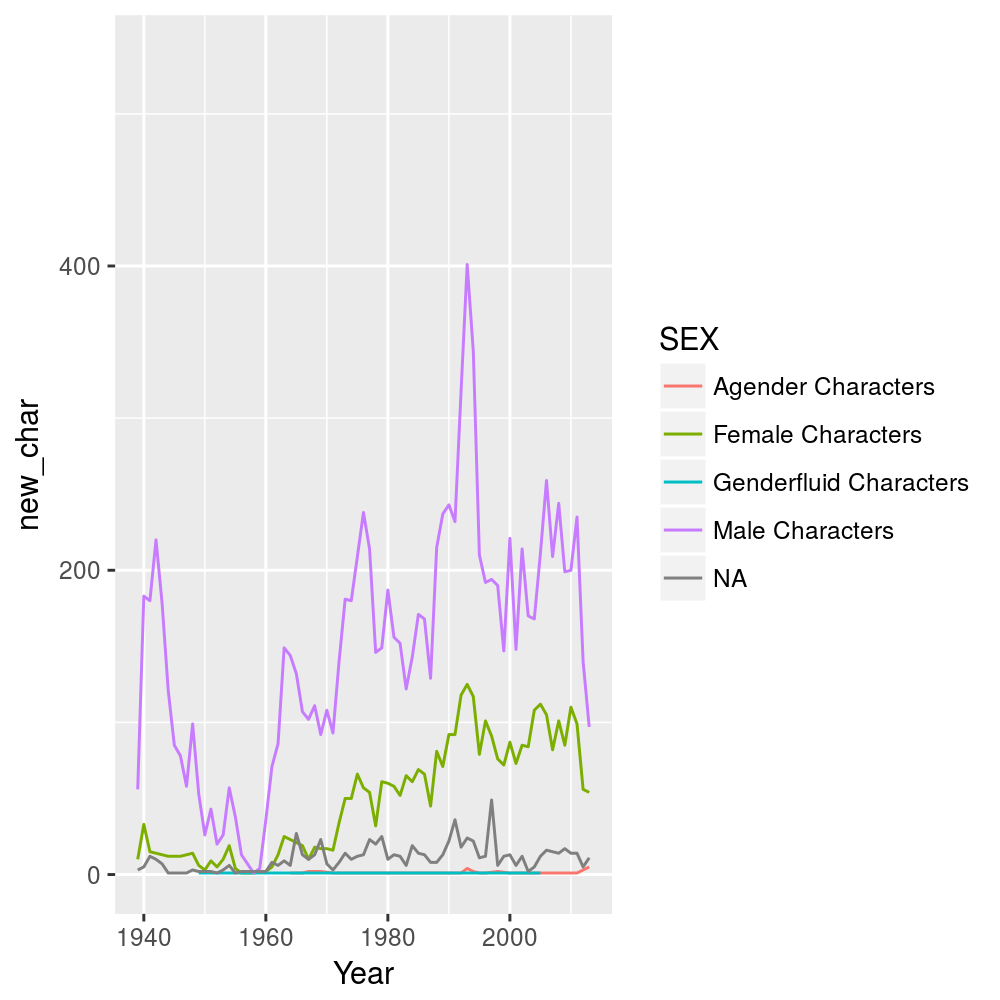 new_char
400
200
0
1940
1960
1980
2000
Year
SEX
Agender Characters
Female Characters
Genderfluid Characters
Male Characters
NA